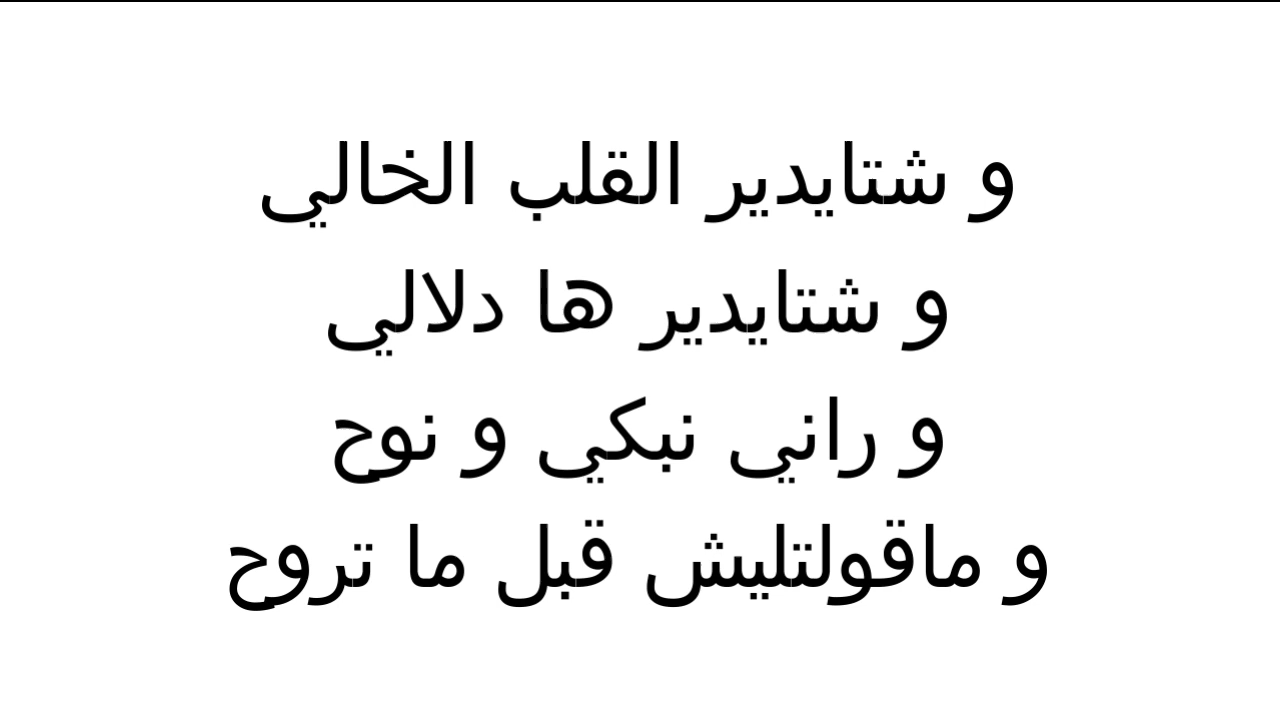 و شتايدير القلب الخالي
و شتايدير ها دلالي
و راني نبكي و نوح
و ماقولتليش قبل ما تروح